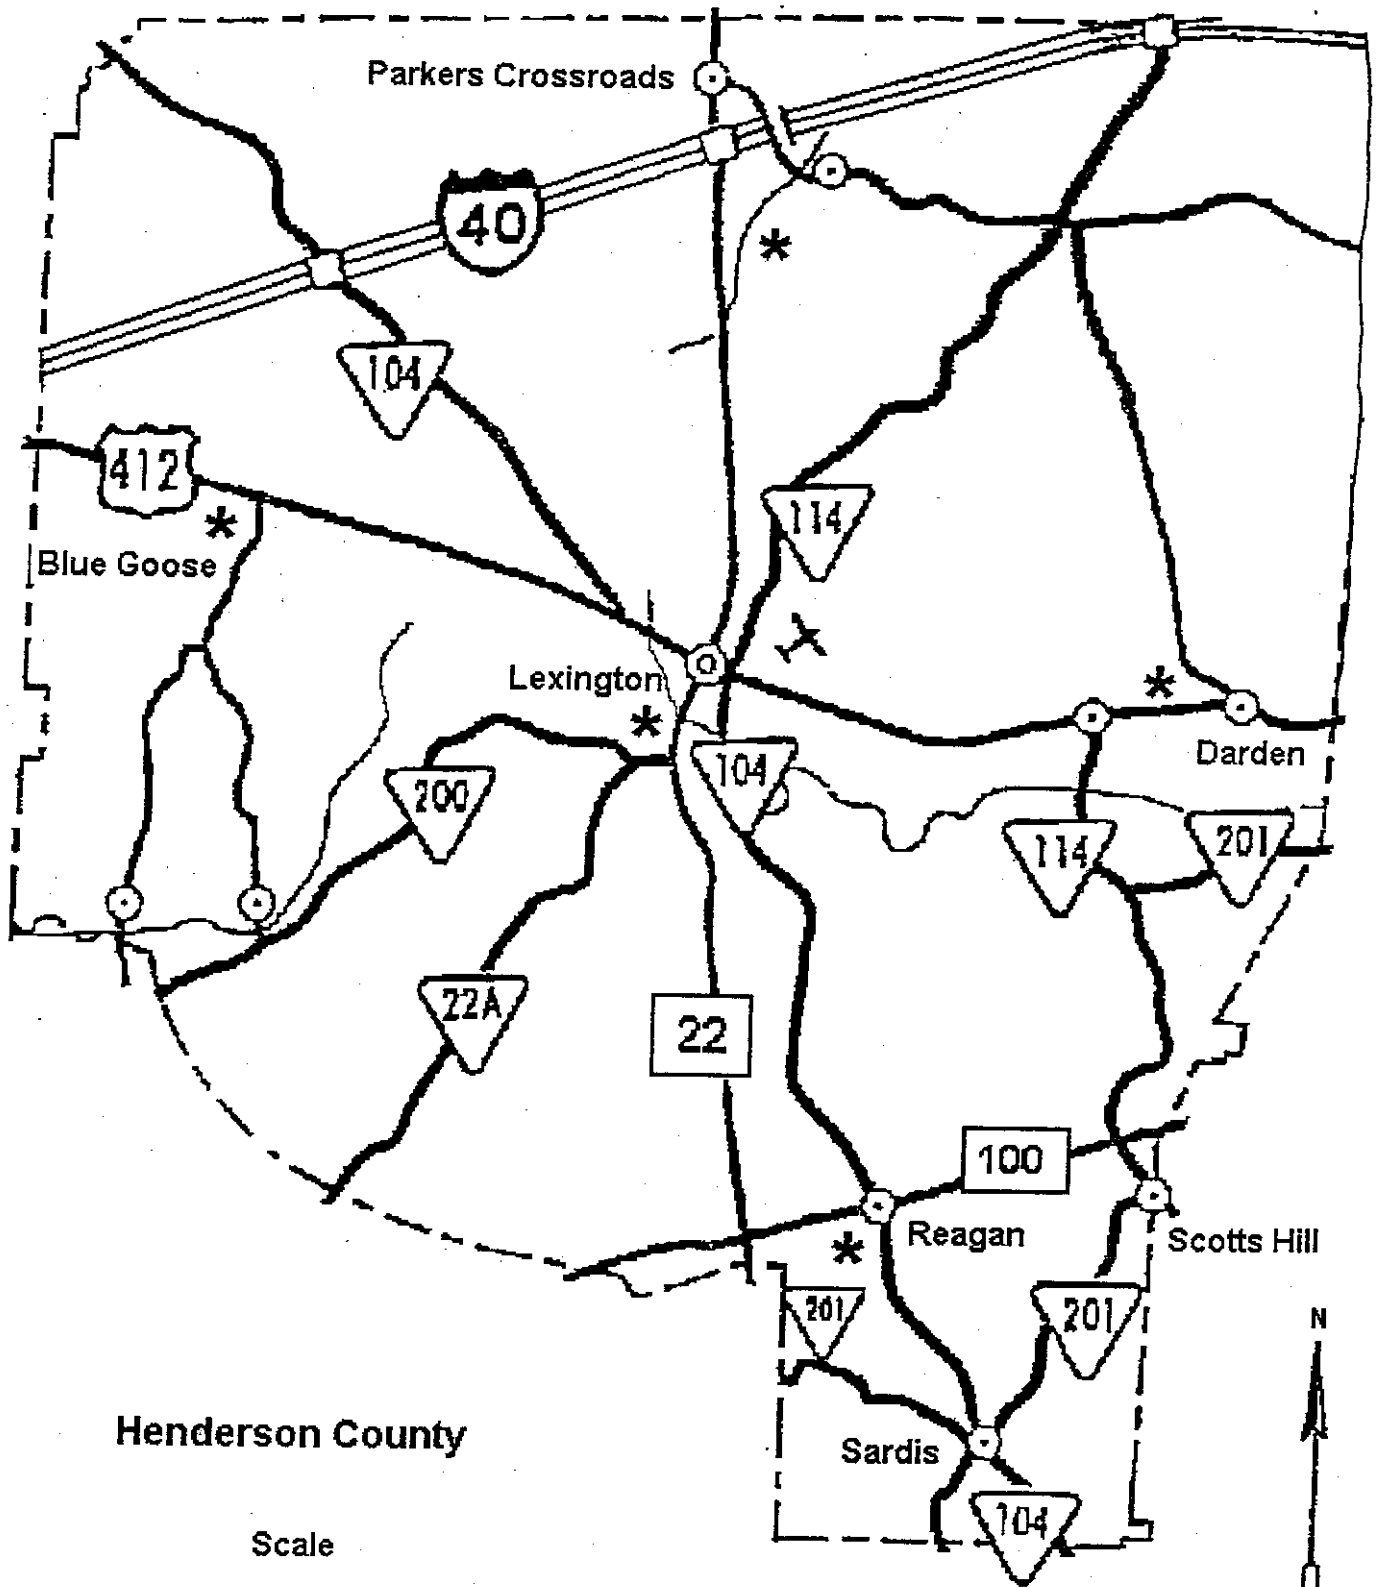 Parkers Crossroads
40
104
412
114
Blue Goose
Lexington
*
*
*
*
*
200
104
Darden
114
201
22A
22
100
Reagan
Scotts Hill
201
201
N
Henderson County
Sardis
104
Scale